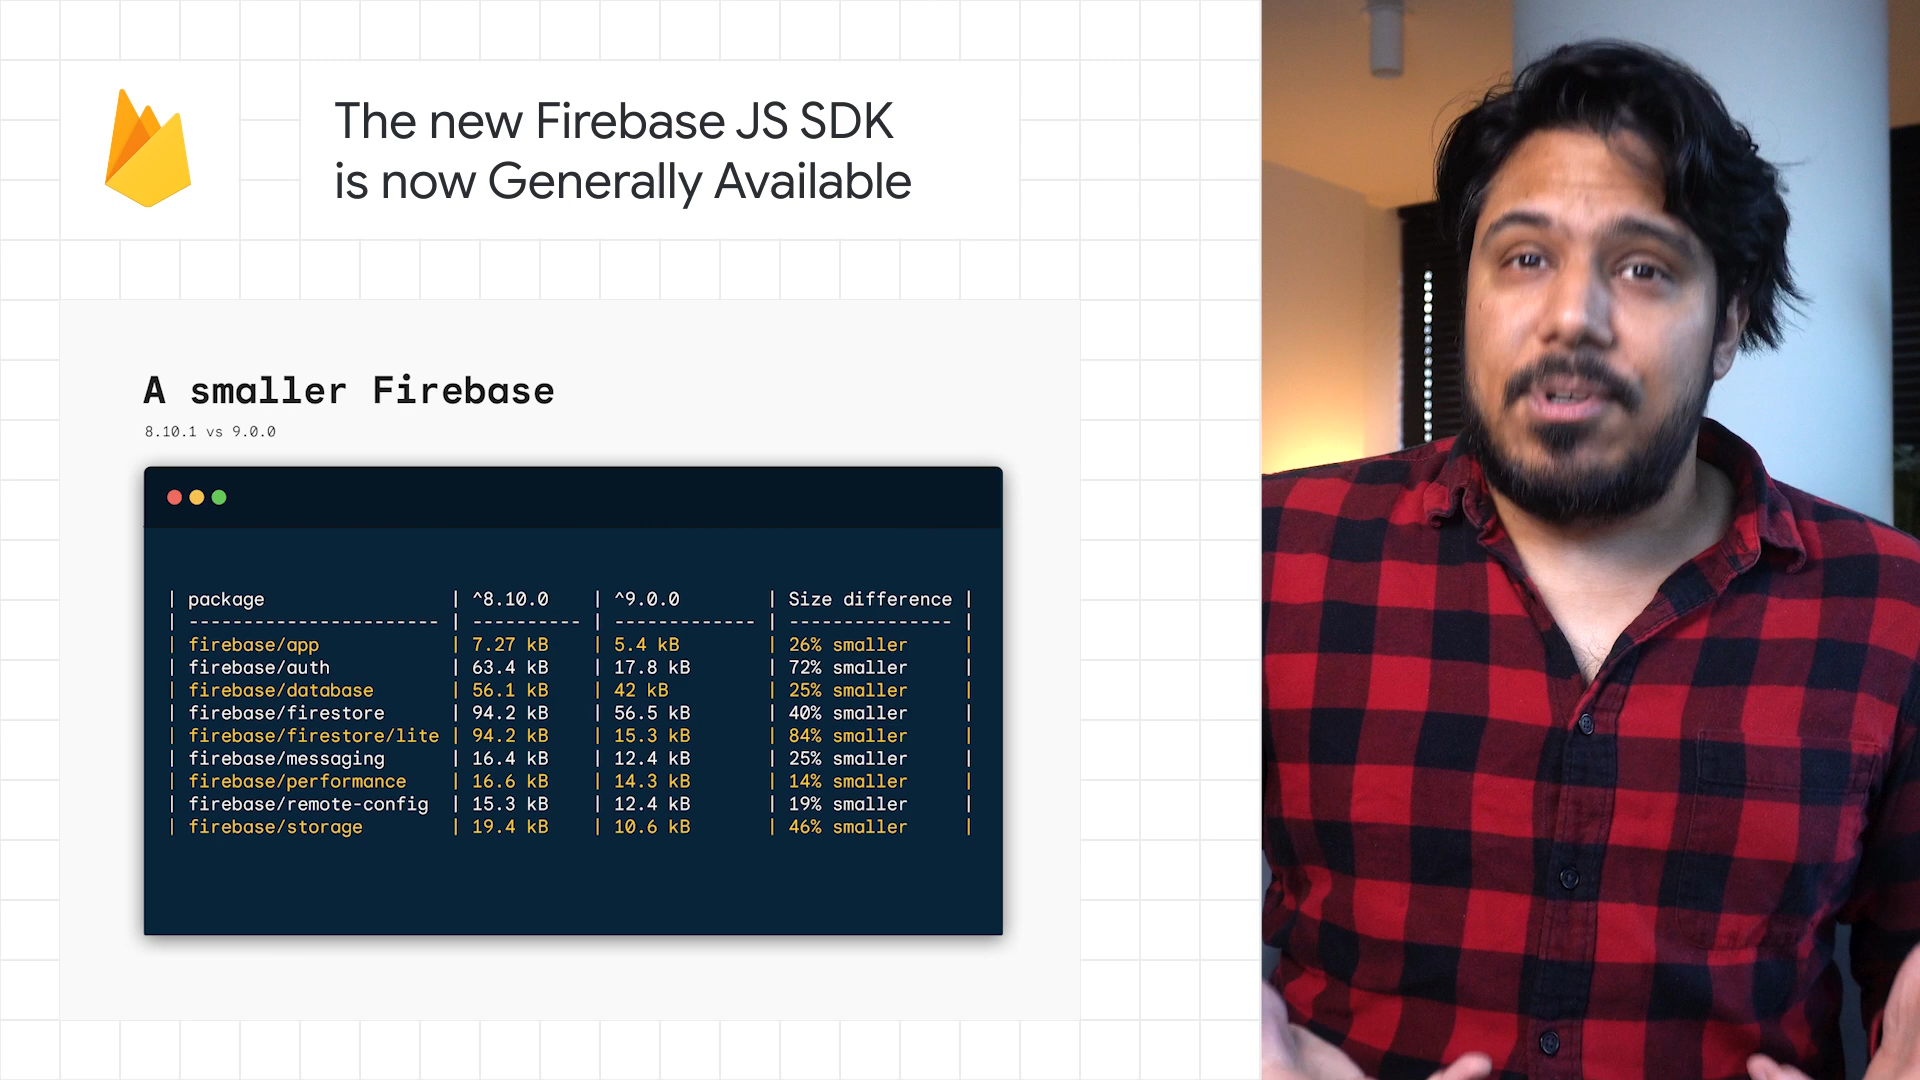 The new Firebase JS SDK
is now Generally Available
A smaller Firebase
8.10.1 vs 9.0.0
| package | ^8.10.0 | ^9.0.0 | Size difference |
| ----------------------- | ---------- | ------------- | --------------- |
| firebase/app | 7.27 kB | 5.4 kB | 26% smaller |
| firebase/auth | 63.4 kB | 17.8 kB | 72% smaller |
| firebase/database | 56.1 kB | 42 kB | 25% smaller |
| firebase/firestore | 94.2 kB | 56.5 kB | 40% smaller |
| firebase/firestore/lite | 94.2 kB | 15.3 kB | 84% smaller |
| firebase/messaging | 16.4 kB | 12.4 kB | 25% smaller |
| firebase/performance | 16.6 kB | 14.3 kB | 14% smaller |
| firebase/remote-config | 15.3 kB | 12.4 kB | 19% smaller |
| firebase/storage | 19.4 kB | 10.6 kB | 46% smaller |